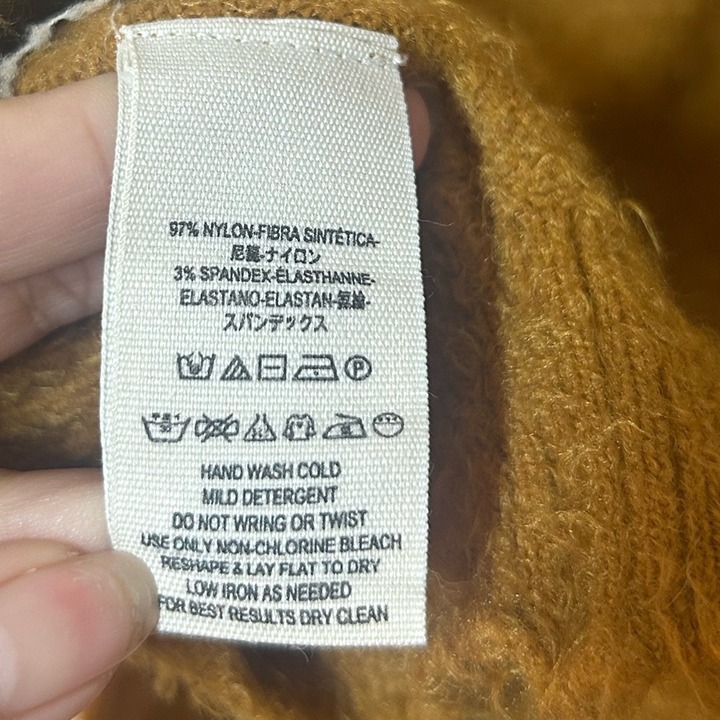 97% NYLON-FIBRA SINTÉTICA-
尼龍-ナイロン
3% SPANDEX-ÉLASTHANNE-
ELASTANO-ELASTAN-氨綸-
スパンデックス
P
HAND WASH COLD
MILD DETERGENT
DO NOT WRING OR TWIST
USE ONLY NON-CHLORINE BLEACH
RESHAPE & LAY FLAT TO DRY
LOW IRON AS NEEDED
FOR BEST RESULTS DRY CLEAN